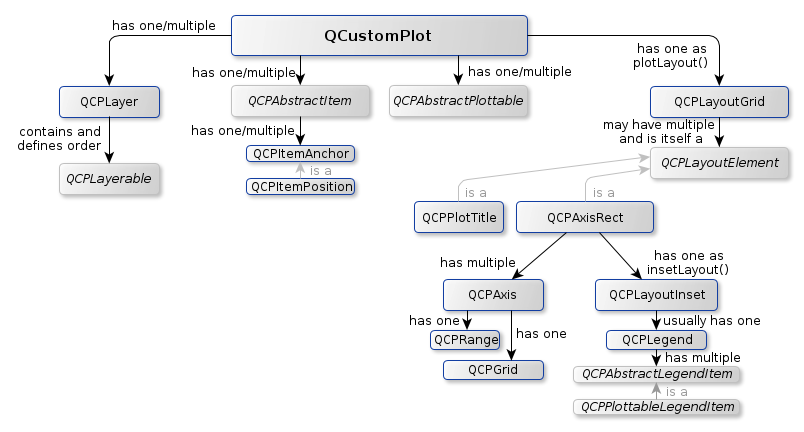 QCustomPlot
has one/multiple
has one as
plotLayout()
has one/multiple
has one/multiple
QCPLayer
QCPAbstractItem
QCPAbstractPlottable
QCPLayoutGrid
contains and
defines order
has one/multiple
may have multiple
and is itself a
QCPItemAnchor
QCPLayoutElement
is a
QCPLayerable
QCPItemPosition
is a
is a
QCPPlotTitle
QCPAxisRect
has multiple
has one as
insetLayout()
QCPAxis
QCPLayoutInset
has one
has one
usually has one
QCPRange
QCPLegend
has multiple
QCPGrid
QCPAbstractLegendItem
is a
QCPPlottableLegendItem